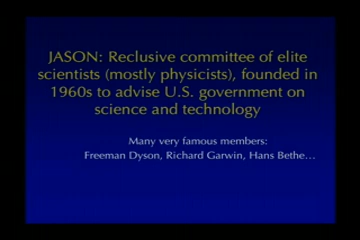 JASON: Reclusive committee of elite
scientists (mostly physicists), founded in
1960s to advise U.S. government on
science and technology
Many very famous members:
Freeman Dyson, Richard Garwin, Hans Bethe…